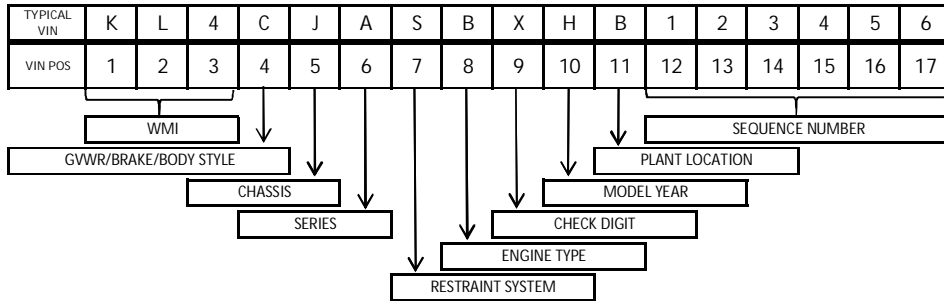 TYPICAL VIN K L 4 C J A S B X H B 1 2 3 4 5 6
VIN POS 1 2 3 4 5 6 7 8 9 10 11 12 13 14 15 16 17
WMI SEQUENCE NUMBER
GVWR/BRAKE/BODY STYLE PLANT LOCATION
CHASSIS MODEL YEAR
SERIES CHECK DIGIT
ENGINE TYPE
RESTRAINT SYSTEM